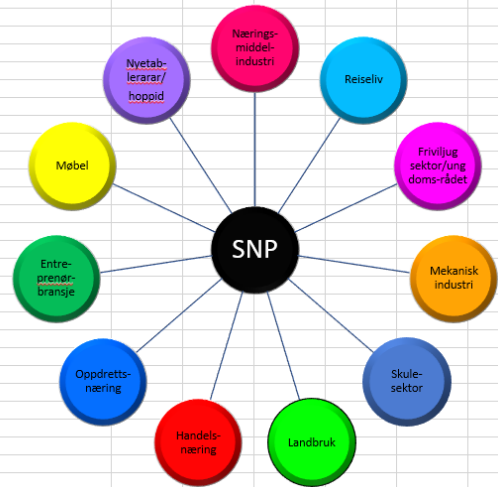 Nærings-
middel-
industri
Reiseliv
Friviljug
sektor/ung
doms-rådet
Mekanisk
industri
Skule-
sektor
Landbruk
Handels-
næring
Oppdretts-
næring
Entre-
prenør-
bransje
Møbel
Nyetab-
lerarar/
hoppid
SNP